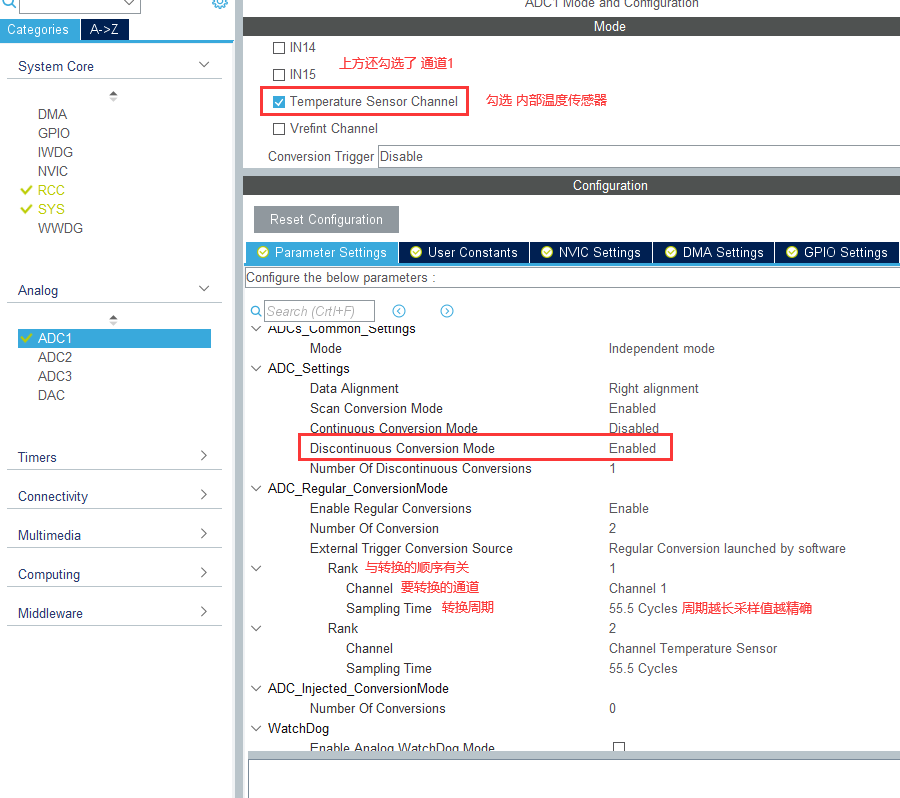 ADC1 Mode and Configuration
Categories
A->Z
System Core
DMA
GPIO
IWDG
NVIC
RCC
SYS
WWDG
Analog
ADC1
ADC2
ADC3
DAC
Timers
Connectivity
Multimedia
Computing
Middleware
Mode
IN14
上方还勾选了 通道1
IN15
Temperature Sensor Channel 勾选 内部温度传感器
Vrefint Channel
Conversion Trigger Disable
Configuration
Reset Configuration
Parameter Settings User Constants NVIC Settings DMA Settings GPIO Settings
Configure the below parameters :
Search (Crtl+F)
ADCs_Common_Settings
Mode Independent mode
ADC_Settings
Data Alignment Right alignment
Scan Conversion Mode Enabled
Continuous Conversion Mode Disabled
Discontinuous Conversion Mode Enabled
Number Of Discontinuous Conversions 1
ADC_Regular_ConversionMode
Enable Regular Conversions Enable
Number Of Conversion 2
External Trigger Conversion Source Regular Conversion launched by software
Rank 与转换的顺序有关 1
Channel 要转换的通道 Channel 1
Sampling Time 转换周期 55.5 Cycles 周期越长采样值越精确
Rank 2
Channel Channel Temperature Sensor
Sampling Time 55.5 Cycles
ADC_Injected_ConversionMode
Number Of Conversions 0
WatchDog
Enable Analog WatchDog Mode